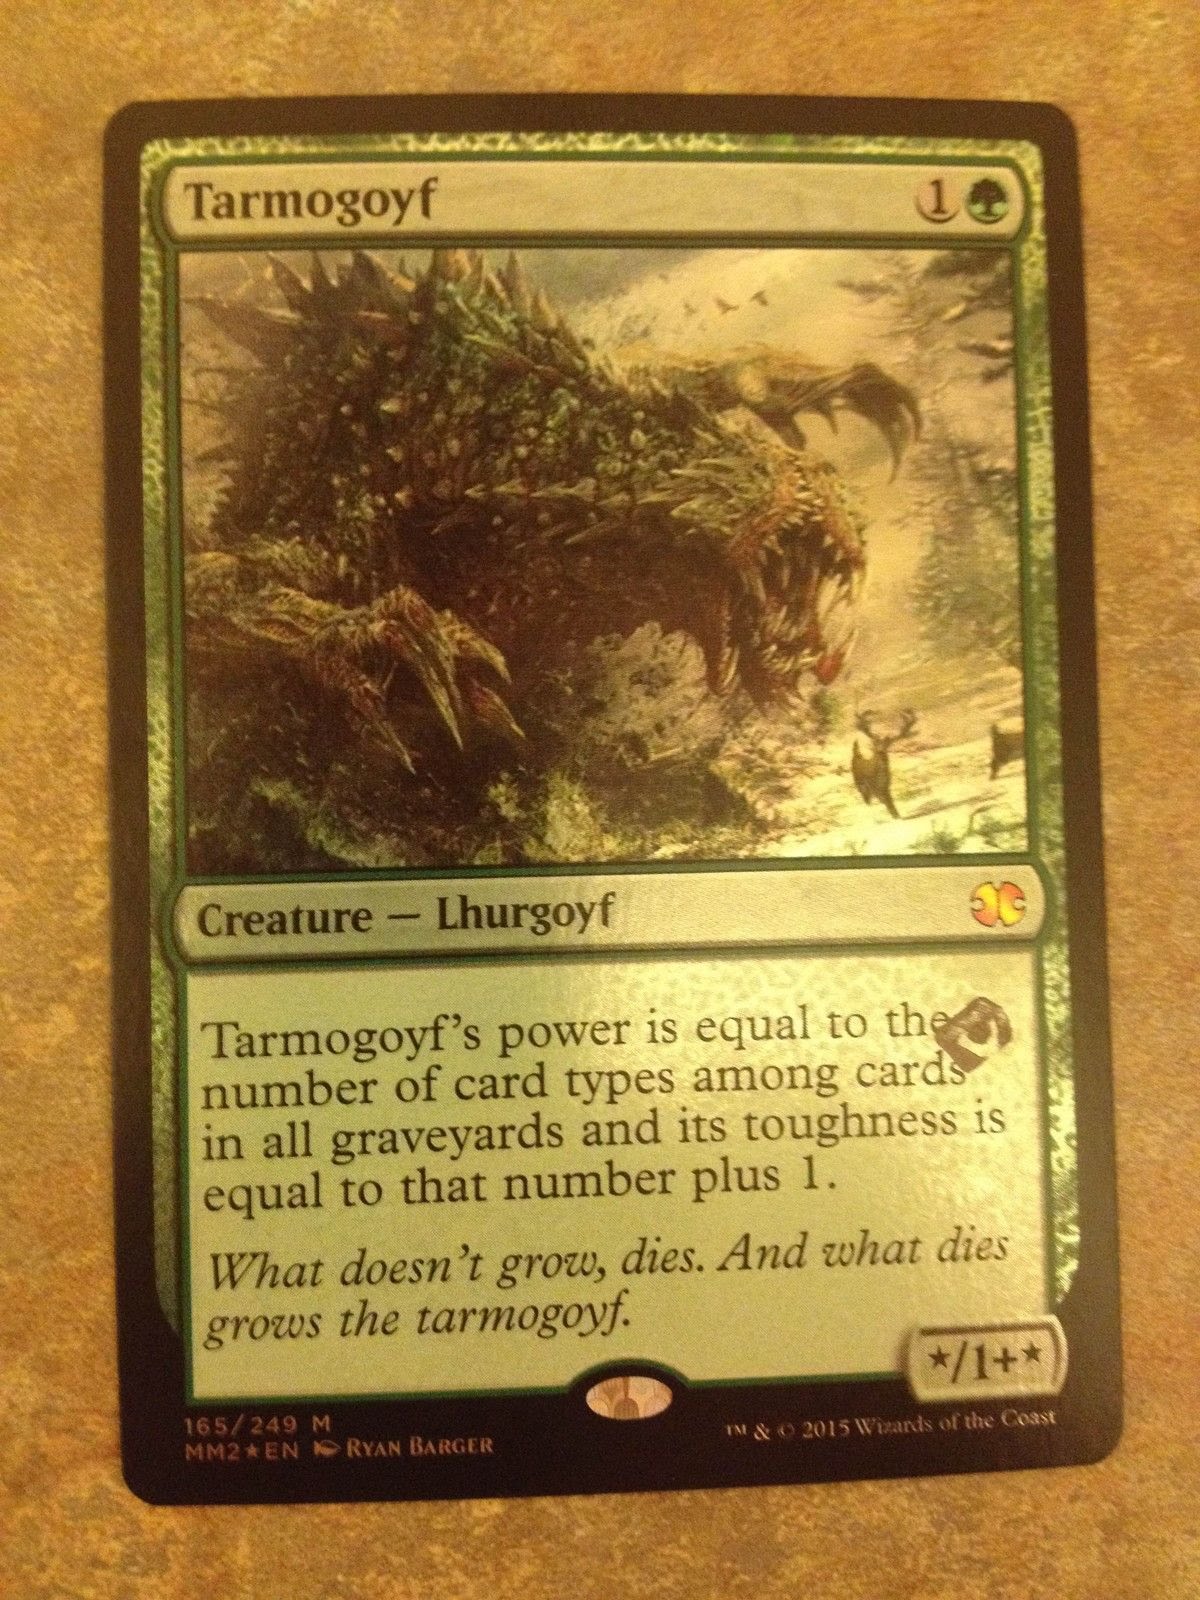 Tarmogoyf 1
Creature — Lhurgoyf
Tarmogoyf's power is equal to the
number of card types among cards
in all graveyards and its toughness is
equal to that number plus 1.
What doesn't grow, dies. And what dies
grows the tarmogoyf.
★/1+★
165/249 M
MM2★EN RYAN BARGER
™ & © 2015 Wizards of the Coast